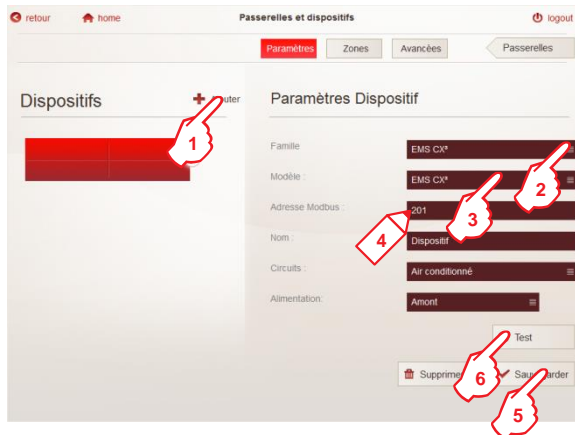 retour home Passerelles et dispositifs logout
Paramètres Zones Avancèes Passerelles
Dispositifs
Paramètres Dispositif
1
Famille EMS CX³
2
Modèle : EMS CX³
3
Adresse Modbus : 201
4
Nom : Dispositif
Circuits : Air conditionné
Alimentation: Amont
Test
6
5